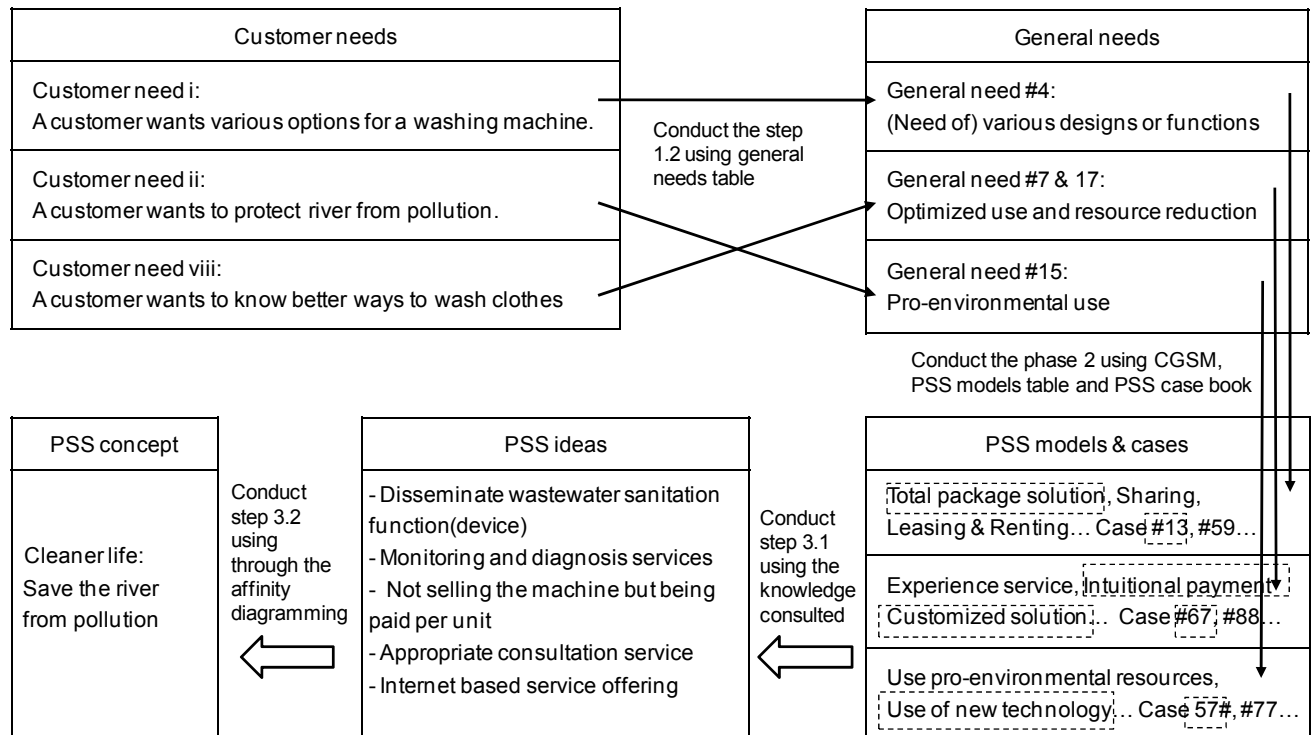 Customer needs
Customer need i:
A customer wants various options for a washing machine.
Customer need ii:
A customer wants to protect river from pollution.
Customer need viii:
A customer wants to know better ways to wash clothes
Conduct the step
1.2 using general
needs table
General needs
General need #4:
(Need of) various designs or functions
General need #7 & 17:
Optimized use and resource reduction
General need #15:
Pro-environmental use
Conduct the phase 2 using CGSM,
PSS models table and PSS case book
PSS concept
Cleaner life:
Save the river
from pollution
Conduct
step 3.2
using
through the
affinity
diagramming
PSS ideas
- Disseminate wastewater sanitation
function(device)
- Monitoring and diagnosis services
- Not selling the machine but being
paid per unit
- Appropriate consultation service
- Internet based service offering
Conduct
step 3.1
using the
knowledge
consulted
PSS models & cases
Total package solution, Sharing,
Leasing & Renting… Case #13, #59…
Experience service, Intuitional payment
Customized solution… Case #67, #88…
Use pro-environmental resources,
Use of new technology… Case 57#, #77…